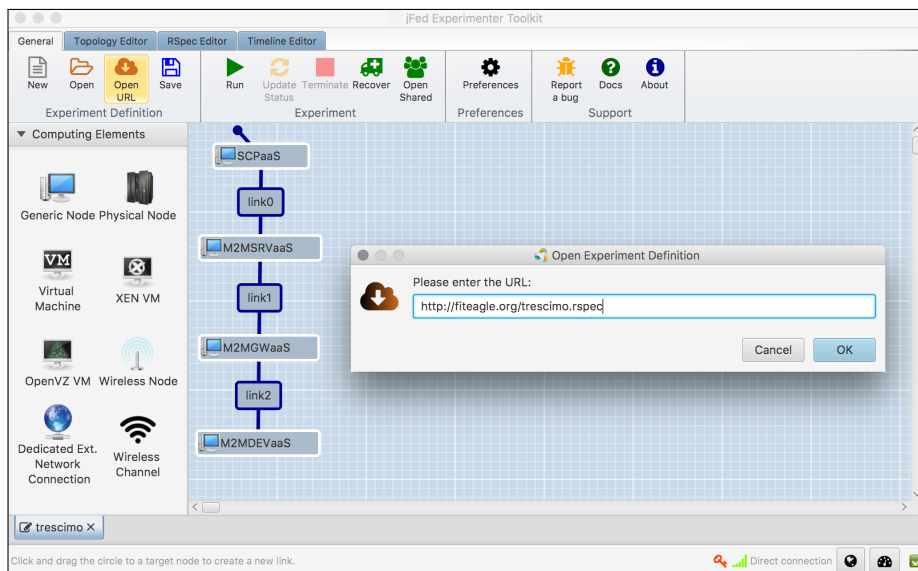 jFed Experimenter Toolkit
General Topology Editor RSpec Editor Timeline Editor
New Open Open URL Save
Experiment Definition
Run Update Status Terminate Recover Open Shared
Experiment
Preferences
Preferences
Report a bug Docs About
Support
Computing Elements
Generic Node Physical Node
Virtual Machine XEN VM
OpenVZ VM Wireless Node
Dedicated Ext. Network Connection
Wireless Channel
SCPaaS
link0
M2MSRVaaS
link1
M2MGWaaS
link2
M2MDEVaaS
Open Experiment Definition
Please enter the URL:
http://fiteagle.org/trescimo.rspec
Cancel OK
trescimo ×
Click and drag the circle to a target node to create a new link.
Direct connection